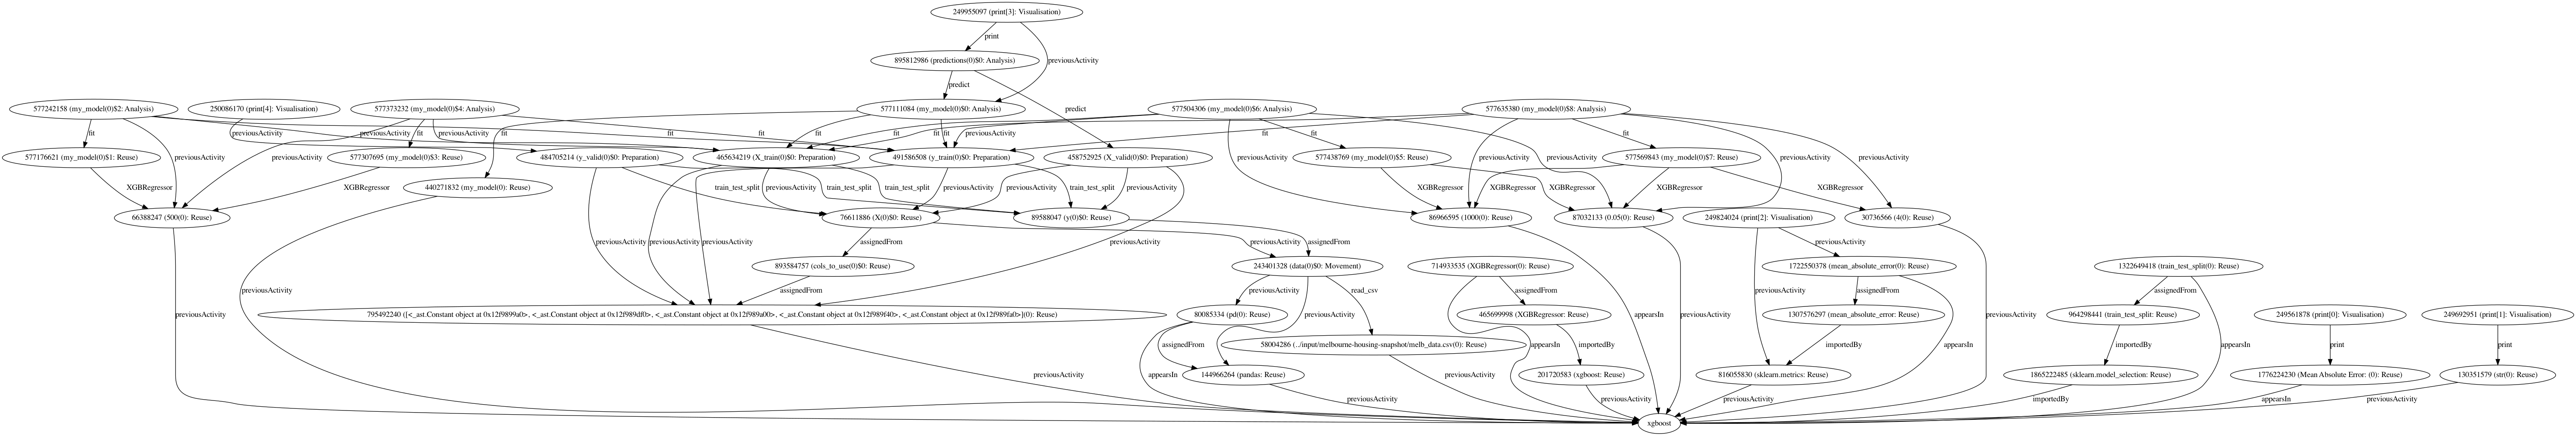 249955097 (print[3]: Visualisation)
print
895812986 (predictions(0)$0: Analysis)
previousActivity
predict
577242158 (my_model(0)$2: Analysis)
250086170 (print[4]: Visualisation)
577373232 (my_model(0)$4: Analysis)
577111084 (my_model(0)$0: Analysis)
predict
577504306 (my_model(0)$6: Analysis)
577635380 (my_model(0)$8: Analysis)
fit
previousActivity
previousActivity
fit
previousActivity
fit
fit
fit
fit
fit
fit
previousActivity
fit
fit
fit
577176621 (my_model(0)$1: Reuse)
previousActivity
previousActivity
577307695 (my_model(0)$3: Reuse)
484705214 (y_valid(0)$0: Preparation)
465634219 (X_train(0)$0: Preparation)
491586508 (y_train(0)$0: Preparation)
458752925 (X_valid(0)$0: Preparation)
previousActivity
577438769 (my_model(0)$5: Reuse)
previousActivity
previousActivity
577569843 (my_model(0)$7: Reuse)
previousActivity
XGBRegressor
XGBRegressor
440271832 (my_model(0): Reuse)
train_test_split
previousActivity
train_test_split
train_test_split
previousActivity
previousActivity
train_test_split
previousActivity
XGBRegressor
XGBRegressor
XGBRegressor
XGBRegressor
XGBRegressor
66388247 (500(0): Reuse)
76611886 (X(0)$0: Reuse)
89588047 (y(0)$0: Reuse)
86966595 (1000(0): Reuse)
87032133 (0.05(0): Reuse)
249824024 (print[2]: Visualisation)
30736566 (4(0): Reuse)
previousActivity
previousActivity
previousActivity
assignedFrom
previousActivity
previousActivity
assignedFrom
previousActivity
893584757 (cols_to_use(0)$0: Reuse)
243401328 (data(0)$0: Movement)
714933535 (XGBRegressor(0): Reuse)
1722550378 (mean_absolute_error(0): Reuse)
1322649418 (train_test_split(0): Reuse)
previousActivity
assignedFrom
previousActivity
read_csv
assignedFrom
previousActivity
assignedFrom
assignedFrom
previousActivity
795492240 ([<_ast.Constant object at 0x12f9899a0>, <_ast.Constant object at 0x12f989df0>, <_ast.Constant object at 0x12f989a00>, <_ast.Constant object at 0x12f989f40>, <_ast.Constant object at 0x12f989fa0>](0): Reuse)
80085334 (pd(0): Reuse)
previousActivity
465699998 (XGBRegressor: Reuse)
appearsIn
previousActivity
1307576297 (mean_absolute_error: Reuse)
previousActivity
964298441 (train_test_split: Reuse)
249561878 (print[0]: Visualisation)
249692951 (print[1]: Visualisation)
assignedFrom
58004286 (../input/melbourne-housing-snapshot/melb_data.csv(0): Reuse)
appearsIn
importedBy
importedBy
appearsIn
importedBy
appearsIn
print
print
previousActivity
appearsIn
144966264 (pandas: Reuse)
previousActivity
201720583 (xgboost: Reuse)
816055830 (sklearn.metrics: Reuse)
1865222485 (sklearn.model_selection: Reuse)
1776224230 (Mean Absolute Error: (0): Reuse)
130351579 (str(0): Reuse)
previousActivity
previousActivity
previousActivity
importedBy
appearsIn
previousActivity
xgboost